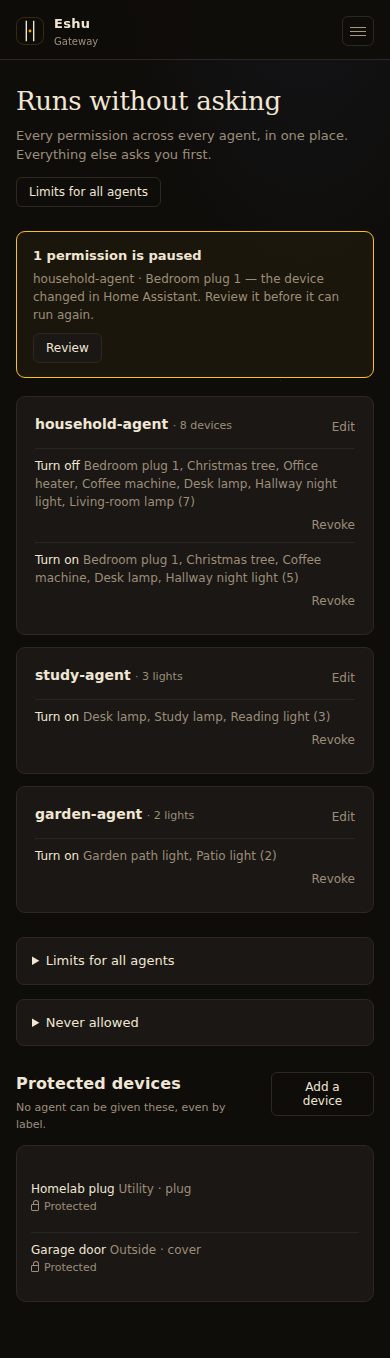 Eshu
Gateway
Runs without asking
Every permission across every agent, in one place.
Everything else asks you first.
Limits for all agents
1 permission is paused
household-agent · Bedroom plug 1 — the device
changed in Home Assistant. Review it before it can
run again.
Review
household-agent · 8 devices
Edit
Turn off Bedroom plug 1, Christmas tree, Office
heater, Coffee machine, Desk lamp, Hallway night
light, Living-room lamp (7)
Revoke
Turn on Bedroom plug 1, Christmas tree, Coffee
machine, Desk lamp, Hallway night light (5)
Revoke
study-agent · 3 lights
Edit
Turn on Desk lamp, Study lamp, Reading light (3)
Revoke
garden-agent · 2 lights
Edit
Turn on Garden path light, Patio light (2)
Revoke
Limits for all agents
Never allowed
Protected devices
No agent can be given these, even by
label.
Add a
device
Homelab plug Utility · plug
Protected
Garage door Outside · cover
Protected